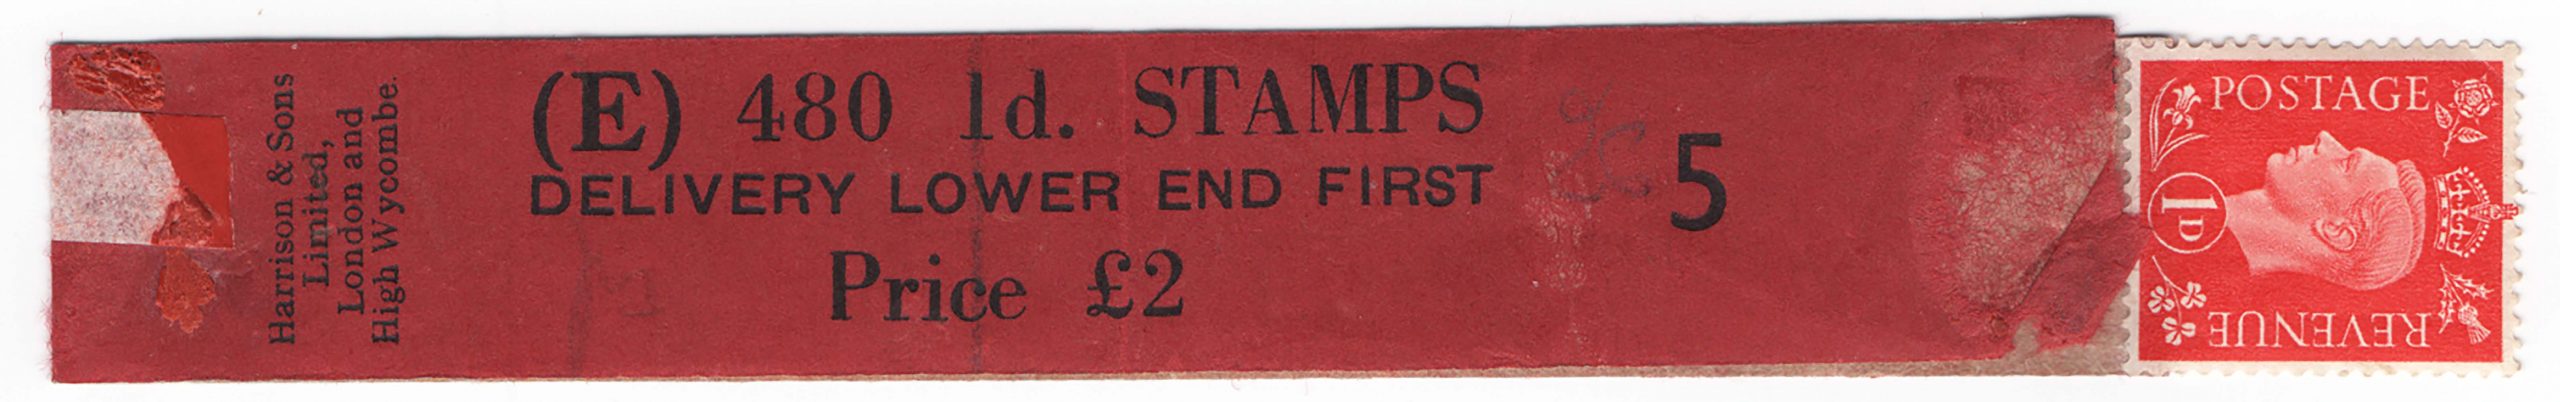 Harrison & Sons
Limited,
London and
High Wycombe.
(E) 480 1d. STAMPS
DELIVERY LOWER END FIRST
Price £2
5
POSTAGE
1D
REVENUE